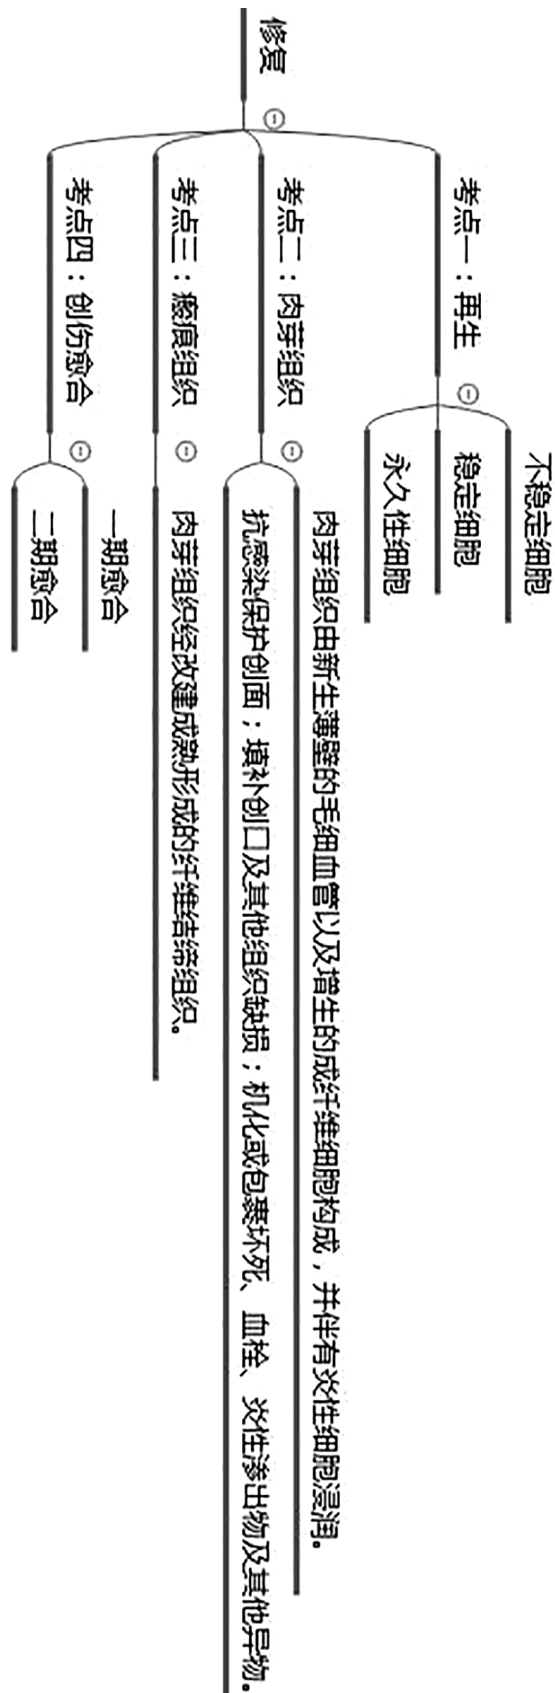 修复
考点一：再生
不稳定细胞
稳定细胞
永久性细胞
考点二：肉芽组织
肉芽组织由新生薄壁的毛细血管以及增生的成纤维细胞构成，并伴有炎性细胞浸润。
抗感染保护创面；填补创口及其他组织缺损；机化或包裹坏死、血栓、炎性渗出物及其他异物。
考点三：瘢痕组织
肉芽组织经改建成熟形成的纤维结缔组织。
考点四：创伤愈合
一期愈合
二期愈合